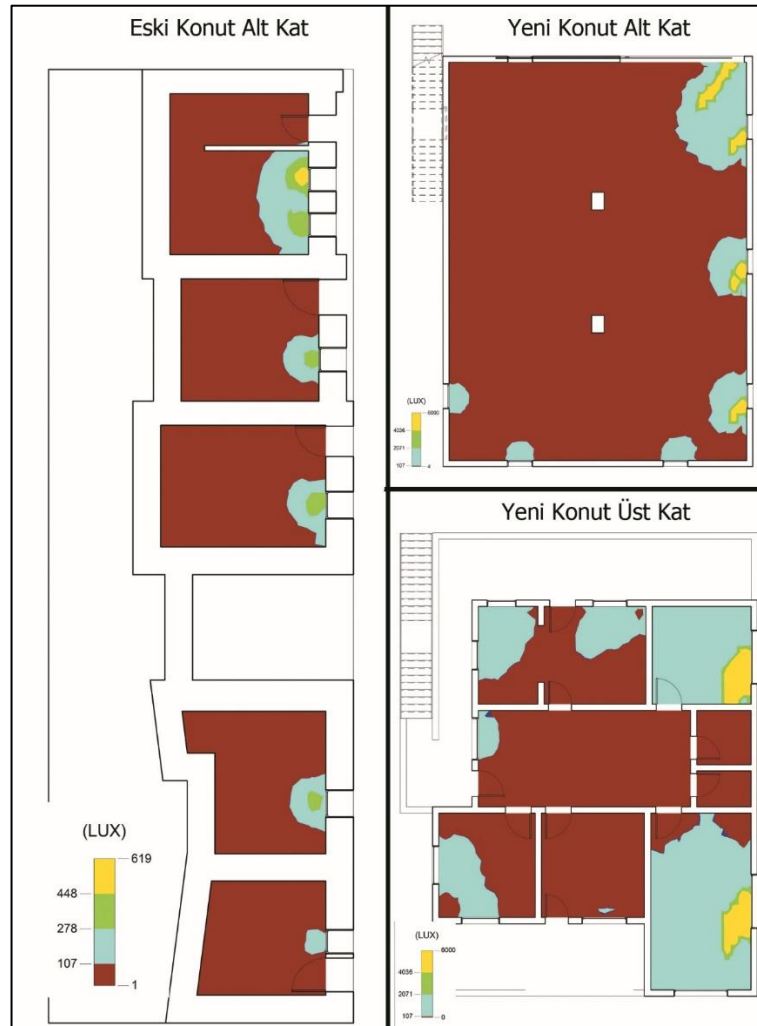 Eski Konut Alt Kat
(LUX)
619
448
278
107
1
Yeni Konut Alt Kat
(LUX)
6000
4036
2071
107
4
Yeni Konut Üst Kat
(LUX)
6000
4036
2071
107
0